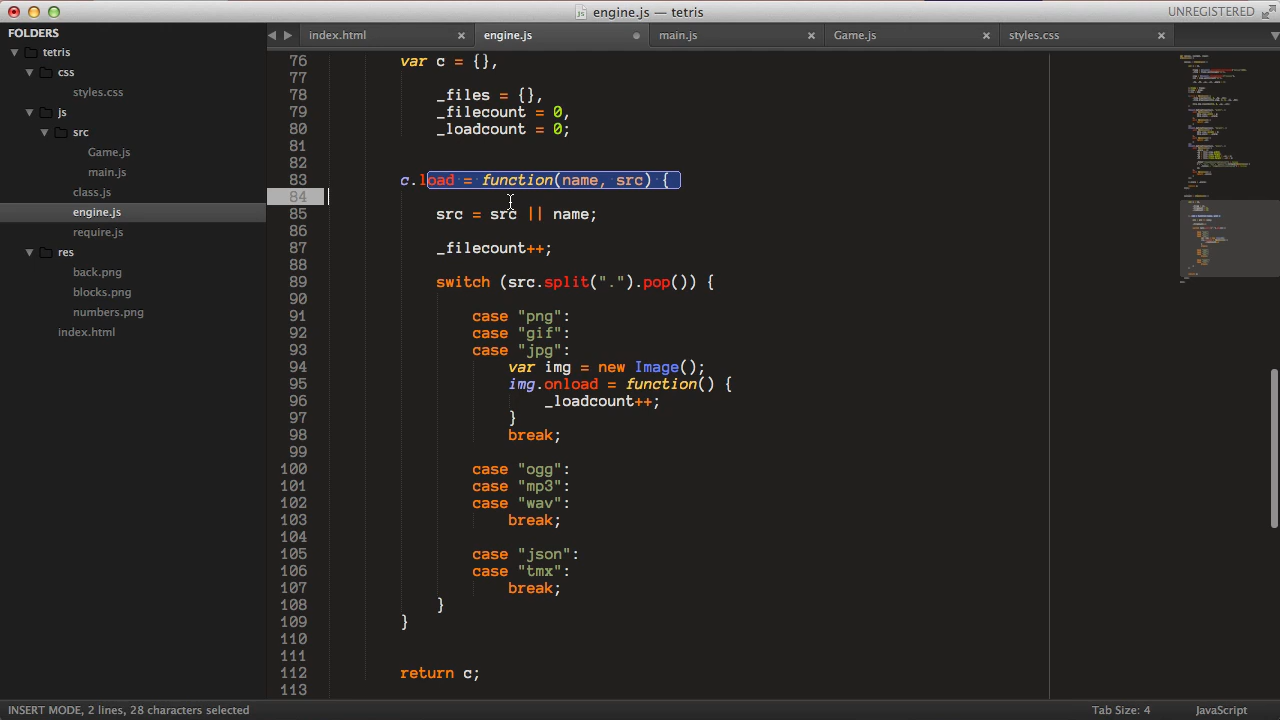 engine.js — tetris
UNREGISTERED
FOLDERS
tetris
css
styles.css
js
src
Game.js
main.js
class.js
engine.js
require.js
res
back.png
blocks.png
numbers.png
index.html
index.html
engine.js
main.js
Game.js
styles.css
76 var c = {},
77
78 _files = {},
79 _filecount = 0,
80 _loadcount = 0;
81
82
83 c.load = function(name, src) {
84
85 src = src || name;
86
87 _filecount++;
88
89 switch (src.split(".").pop()) {
90
91 case "png":
92 case "gif":
93 case "jpg":
94 var img = new Image();
95 img.onload = function() {
96 _loadcount++;
97 }
98 break;
99
100 case "ogg":
101 case "mp3":
102 case "wav":
103 break;
104
105 case "json":
106 case "tmx":
107 break;
108 }
109 }
110
111
112 return c;
113
INSERT MODE, 2 lines, 28 characters selected
Tab Size: 4
JavaScript